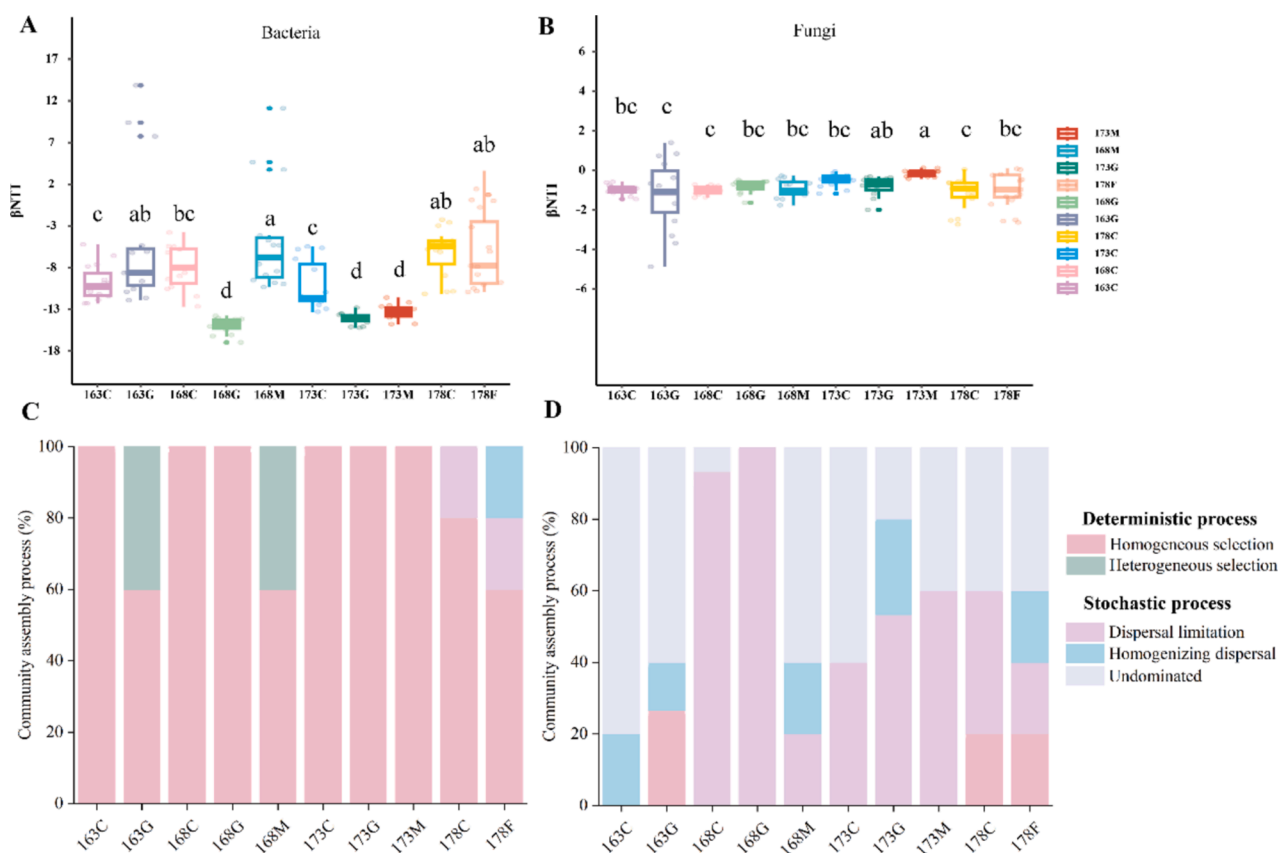 A
Bacteria
βNTI
17
12
7
2
-3
-8
-13
-18
c
ab
bc
d
a
c
d
d
ab
ab
163C
163G
168C
168G
168M
173C
173G
173M
178C
178F
B
Fungi
βNTI
6
4
2
0
-2
-4
-6
bc
c
c
bc
bc
bc
ab
a
c
bc
163C
163G
168C
168G
168M
173C
173G
173M
178C
178F
173M
168M
173G
178F
168G
163G
178C
173C
168C
163C
C
Community assembly process (%)
100
80
60
40
20
0
163C
163G
168C
168G
168M
173C
173G
173M
178C
178F
D
Community assembly process (%)
100
80
60
40
20
0
163C
163G
168C
168G
168M
173C
173G
173M
178C
178F
Deterministic process
Homogeneous selection
Heterogeneous selection
Stochastic process
Dispersal limitation
Homogenizing dispersal
Undominated